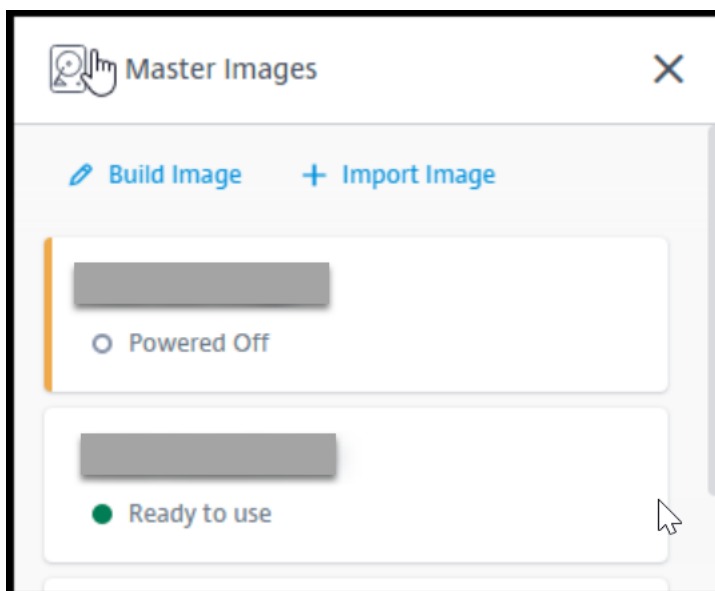 Master Images
Build Image
Import Image
Powered Off
Ready to use